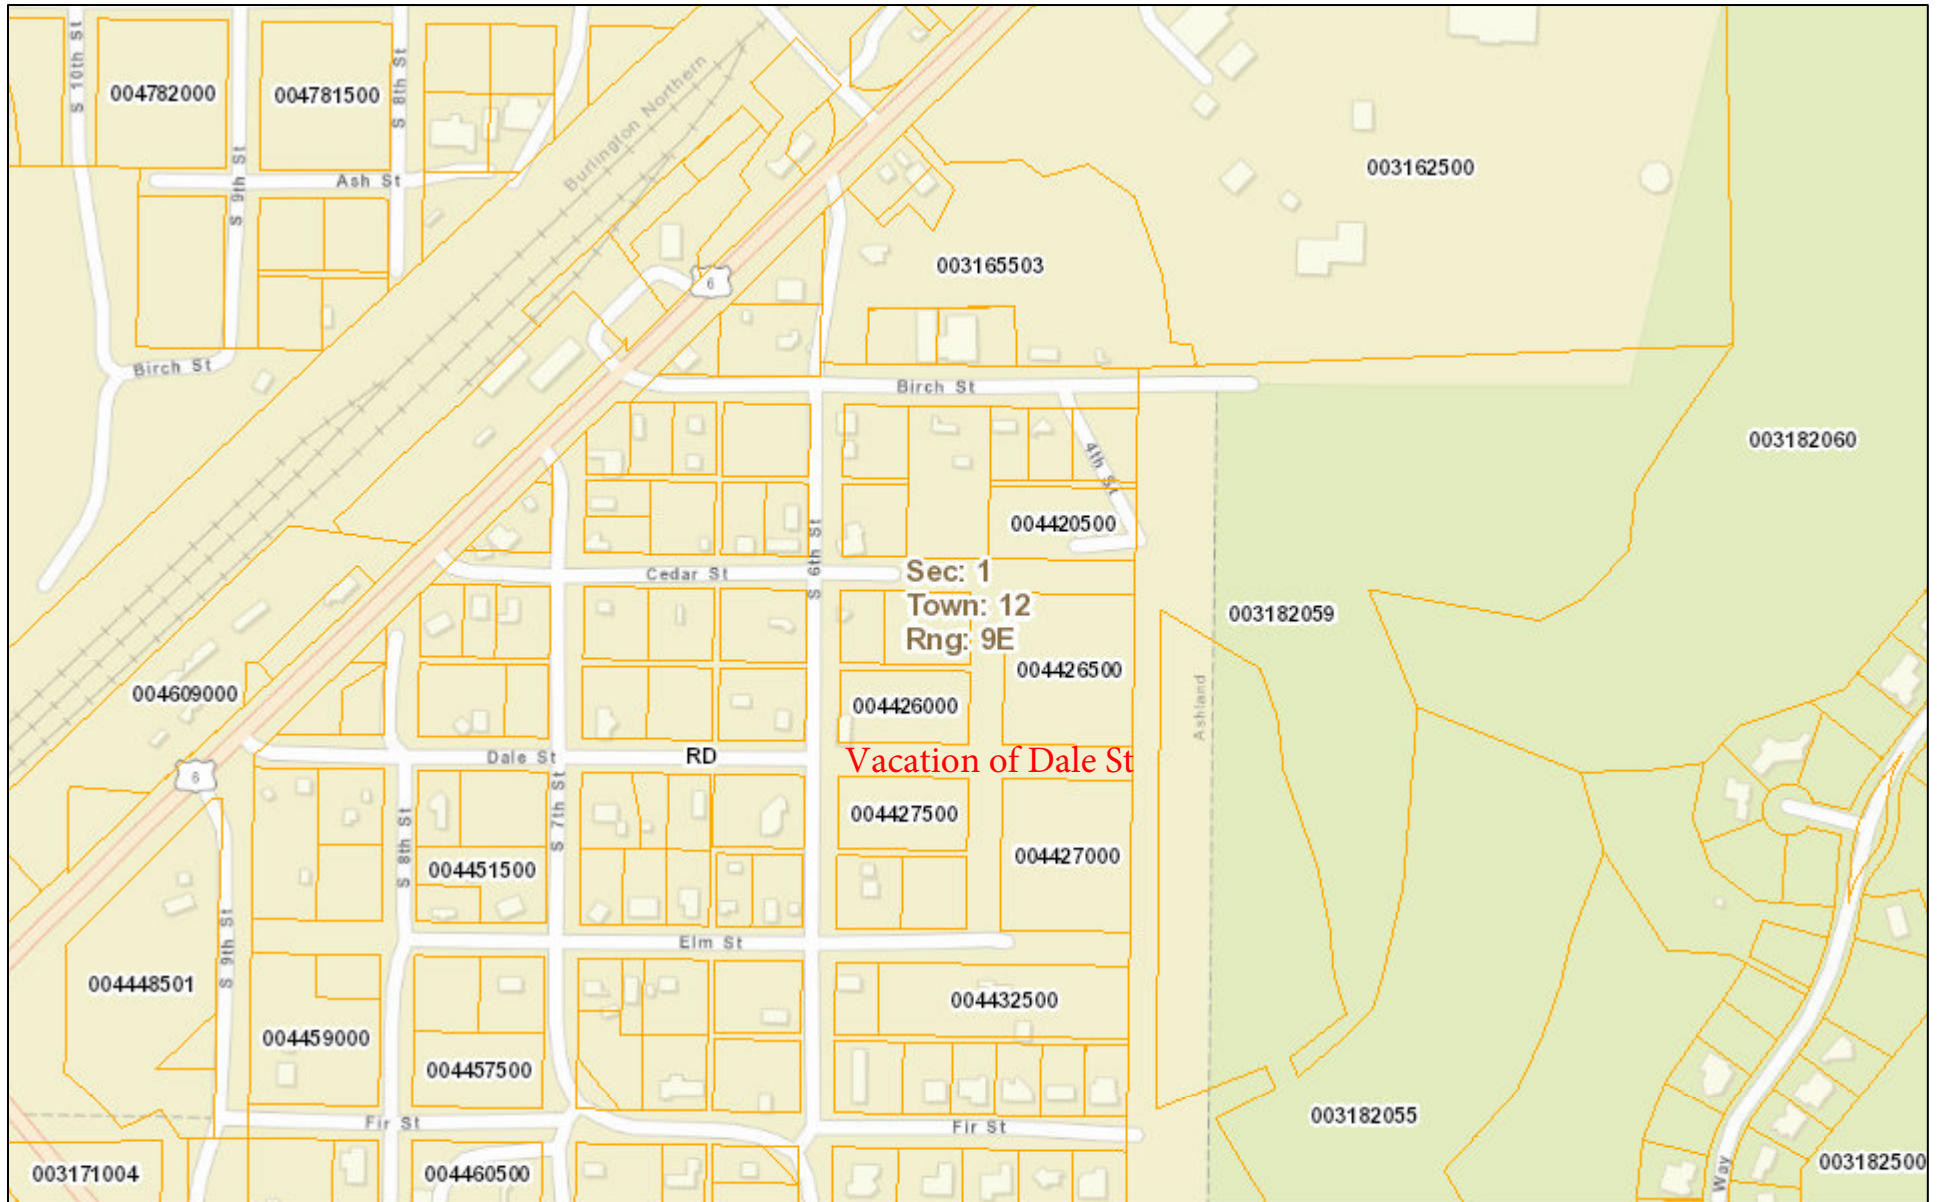 S 10th St
004782000
S 9th St
004781500
S 8th St
Ash St
Birch St
Burlington Northern
6
003162500
003165503
Birch St
4th St
003182060
004420500
S 6th St
Cedar St
Sec: 1
Town: 12
Rng: 9E
003182059
004426500
004609000
004426000
Ashland
6
Dale St
RD
Vacation of Dale St
S 7th St
S 8th St
004427500
004427000
004451500
S 9th St
Elm St
004448501
004432500
004459000
004457500
Fir St
Fir St
003182055
003171004
004460500
Way
003182500